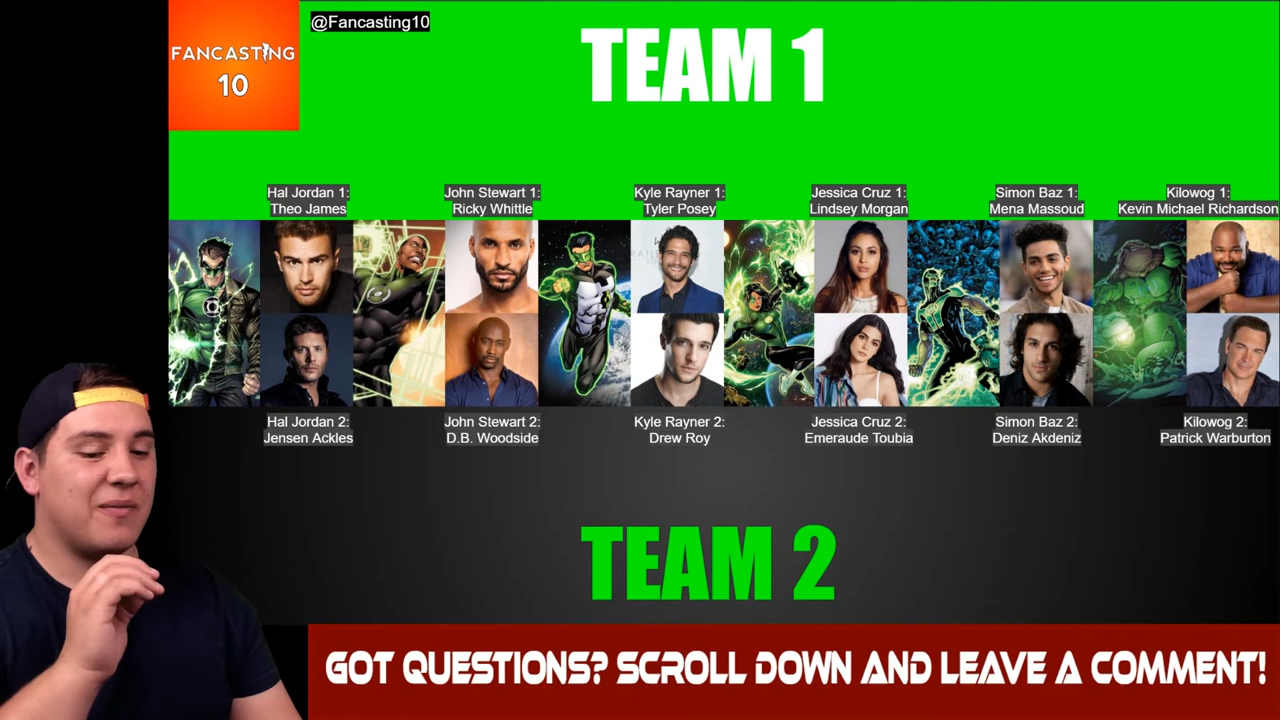 @Fancasting10
FANCASTING
10
TEAM 1
Hal Jordan 1:
Theo James
John Stewart 1:
Ricky Whittle
Kyle Rayner 1:
Tyler Posey
Jessica Cruz 1:
Lindsey Morgan
Simon Baz 1:
Mena Massoud
Kilowog 1:
Kevin Michael Richardson
Hal Jordan 2:
Jensen Ackles
John Stewart 2:
D.B. Woodside
Kyle Rayner 2:
Drew Roy
Jessica Cruz 2:
Emeraude Toubia
Simon Baz 2:
Deniz Akdeniz
Kilowog 2:
Patrick Warburton
TEAM 2
GOT QUESTIONS? SCROLL DOWN AND LEAVE A COMMENT!